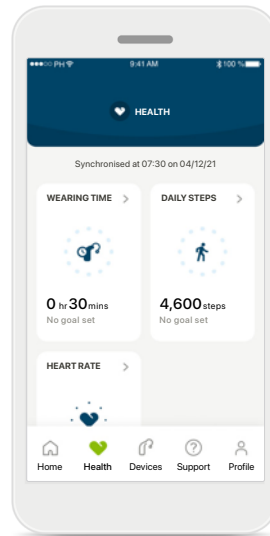 PH 9:41 AM 100 %
HEALTH
Synchronised at 07:30 on 04/12/21
WEARING TIME > DAILY STEPS >
0 hr 30 mins 4,600 steps
No goal set No goal set
HEART RATE >
Home Health Devices Support Profile